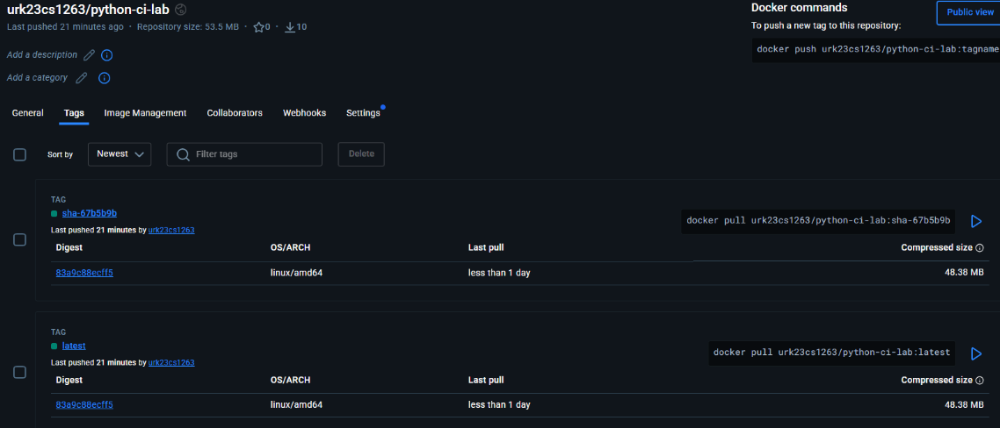 urk23cs1263/python-ci-lab
Last pushed 21 minutes ago · Repository size: 53.5 MB · 0 · 10
Add a description
Add a category
Docker commands
Public view
To push a new tag to this repository:
docker push urk23cs1263/python-ci-lab:tagname
General Tags Image Management Collaborators Webhooks Settings
Sort by Newest Filter tags Delete
TAG
sha-67b5b9b
docker pull urk23cs1263/python-ci-lab:sha-67b5b9b
Last pushed 21 minutes by urk23cs1263
Digest OS/ARCH Last pull Compressed size
83a9c88ecff5 linux/amd64 less than 1 day 48.38 MB
TAG
latest
docker pull urk23cs1263/python-ci-lab:latest
Last pushed 21 minutes by urk23cs1263
Digest OS/ARCH Last pull Compressed size
83a9c88ecff5 linux/amd64 less than 1 day 48.38 MB